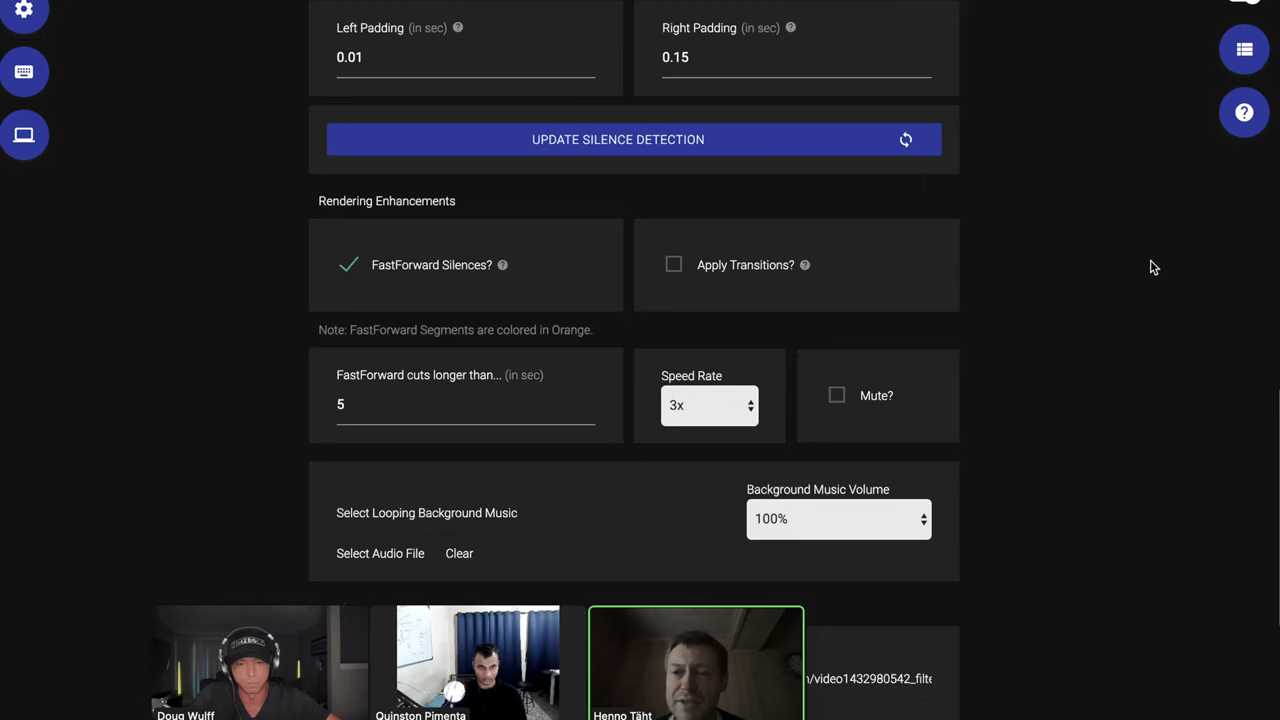 Left Padding (in sec)
Right Padding (in sec)
0.01
0.15
UPDATE SILENCE DETECTION
Rendering Enhancements
FastForward Silences?
Apply Transitions?
Note: FastForward Segments are colored in Orange.
FastForward cuts longer than... (in sec)
5
Speed Rate
3x
Mute?
Select Looping Background Music
Background Music Volume
100%
Select Audio File
Clear
/video1432980542_filte
Doug Wulff
Quinston Pimenta
Henno Täht